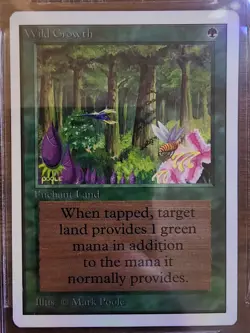 Wild Growth
POOLE
Enchant Land
When tapped, target
land provides 1 green
mana in addition
to the mana it
normally provides.
Illus. © Mark Poole